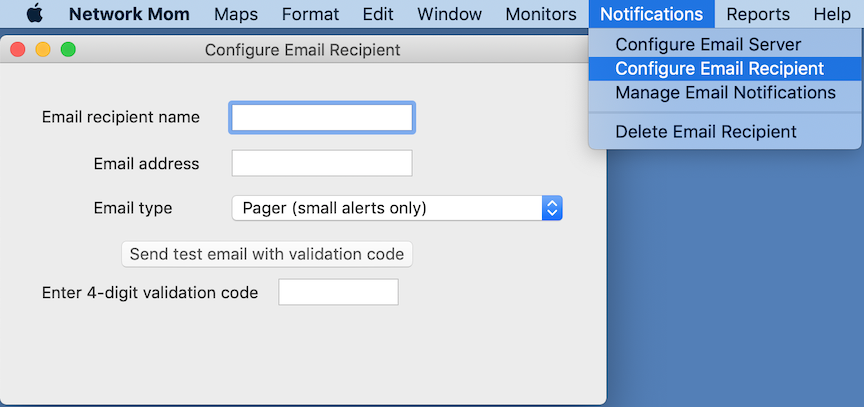 Network Mom Maps Format Edit Window Monitors Notifications Reports Help
Configure Email Server
Configure Email Recipient
Manage Email Notifications
Delete Email Recipient
Configure Email Recipient
Email recipient name
Email address
Email type Pager (small alerts only)
Send test email with validation code
Enter 4-digit validation code